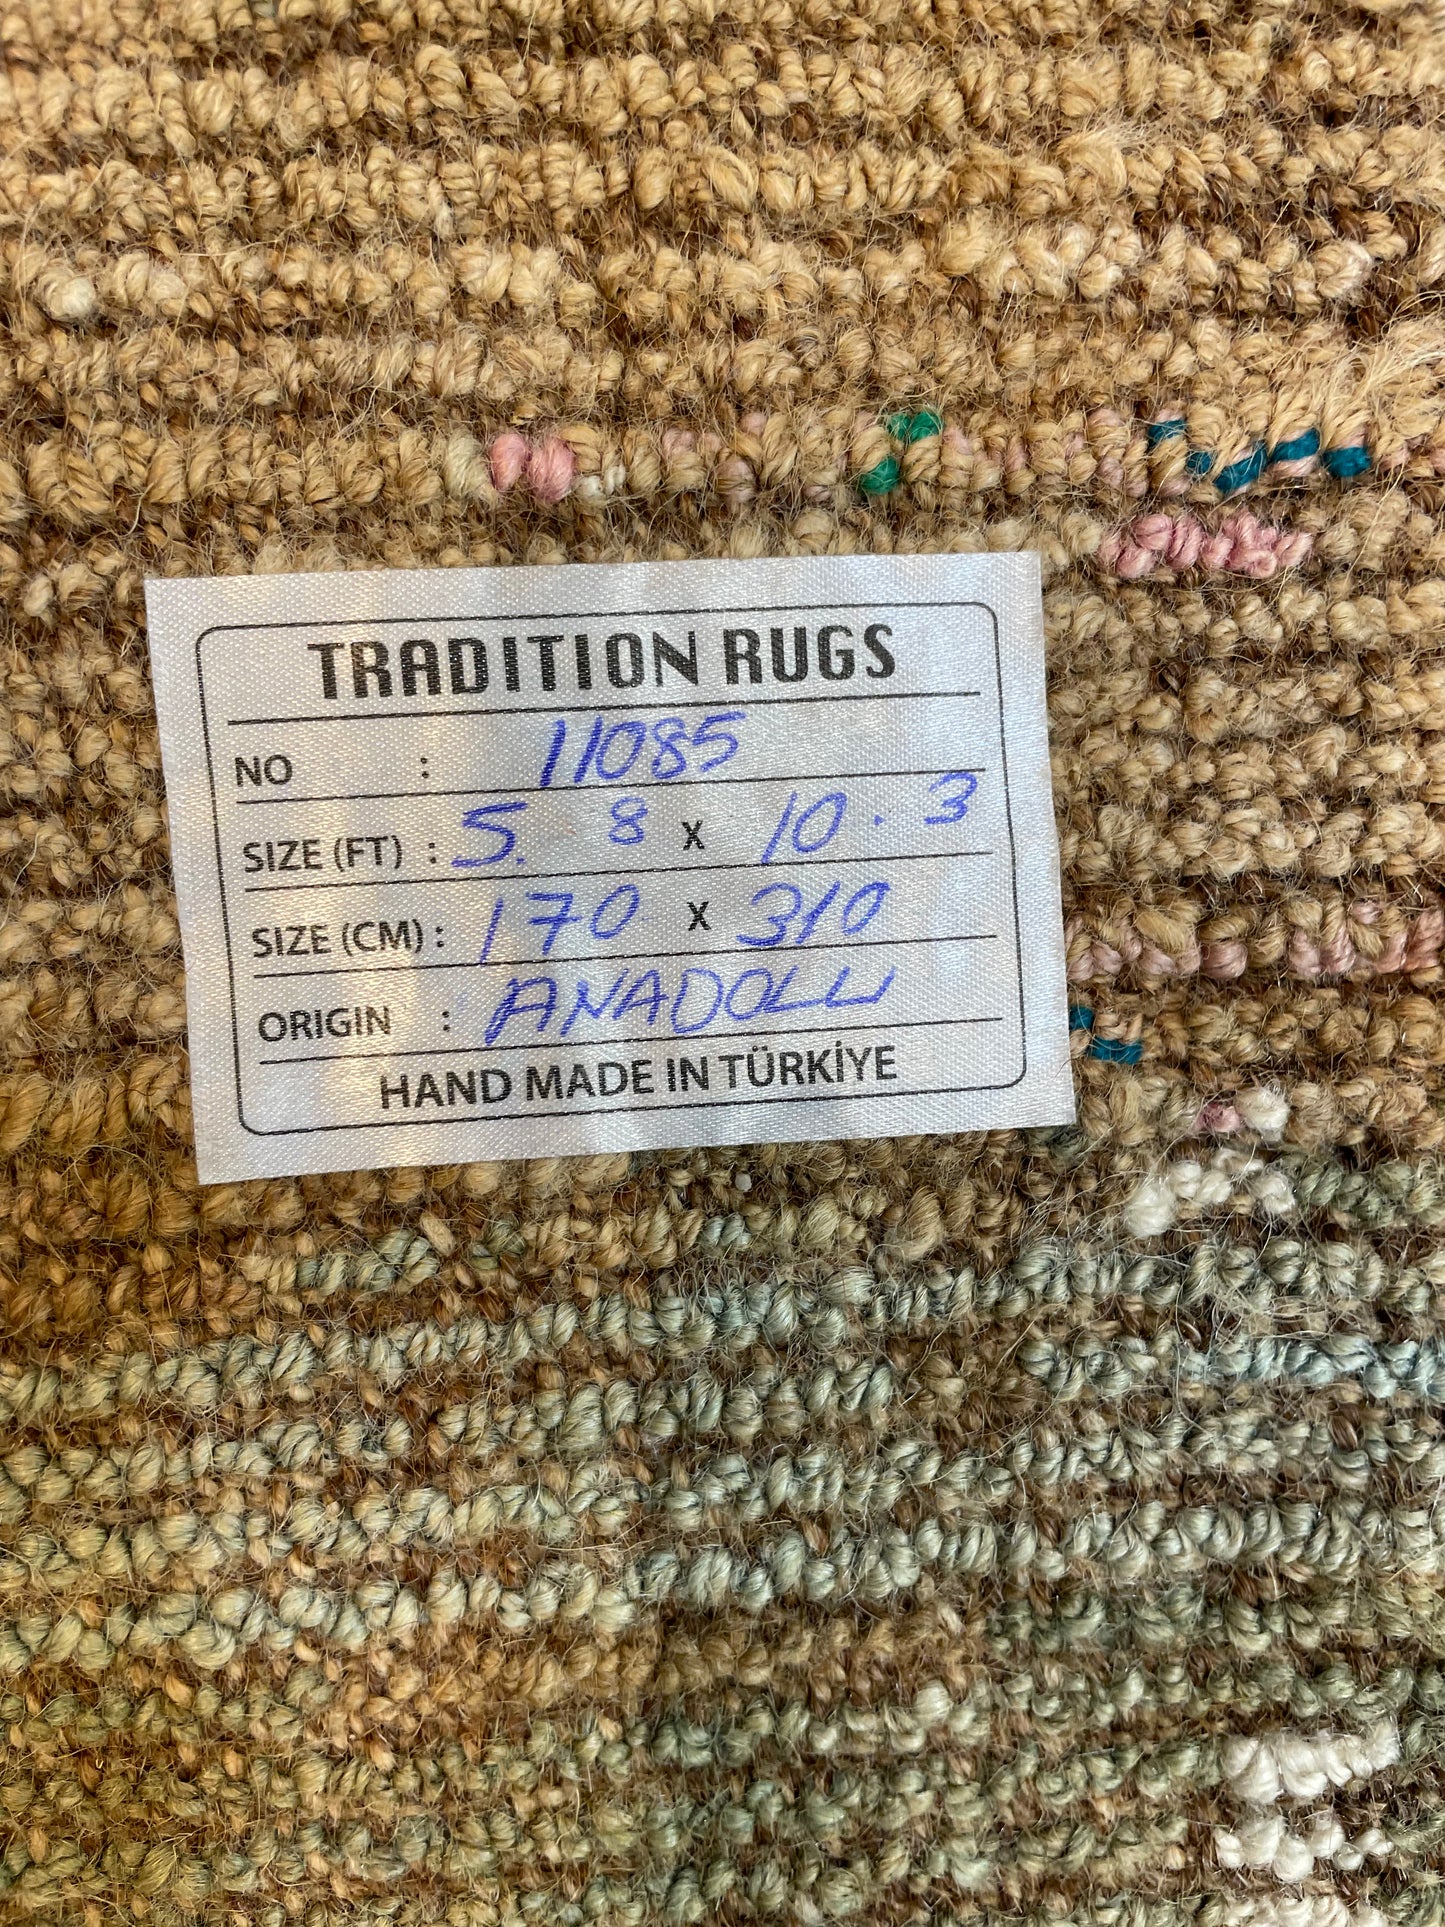 TRADITION RUGS
NO : 11085
SIZE (FT) : 5. 8 X 10. 3
SIZE (CM) : 170 X 310
ORIGIN : ANADOLU
HAND MADE IN TÜRKİYE